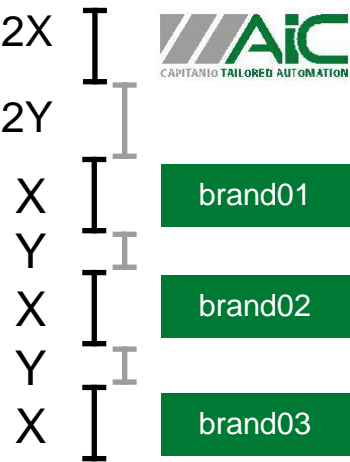 2X
AiC
CAPITANIO TAILORED AUTOMATION
2Y
X
brand01
Y
X
brand02
Y
X
brand03